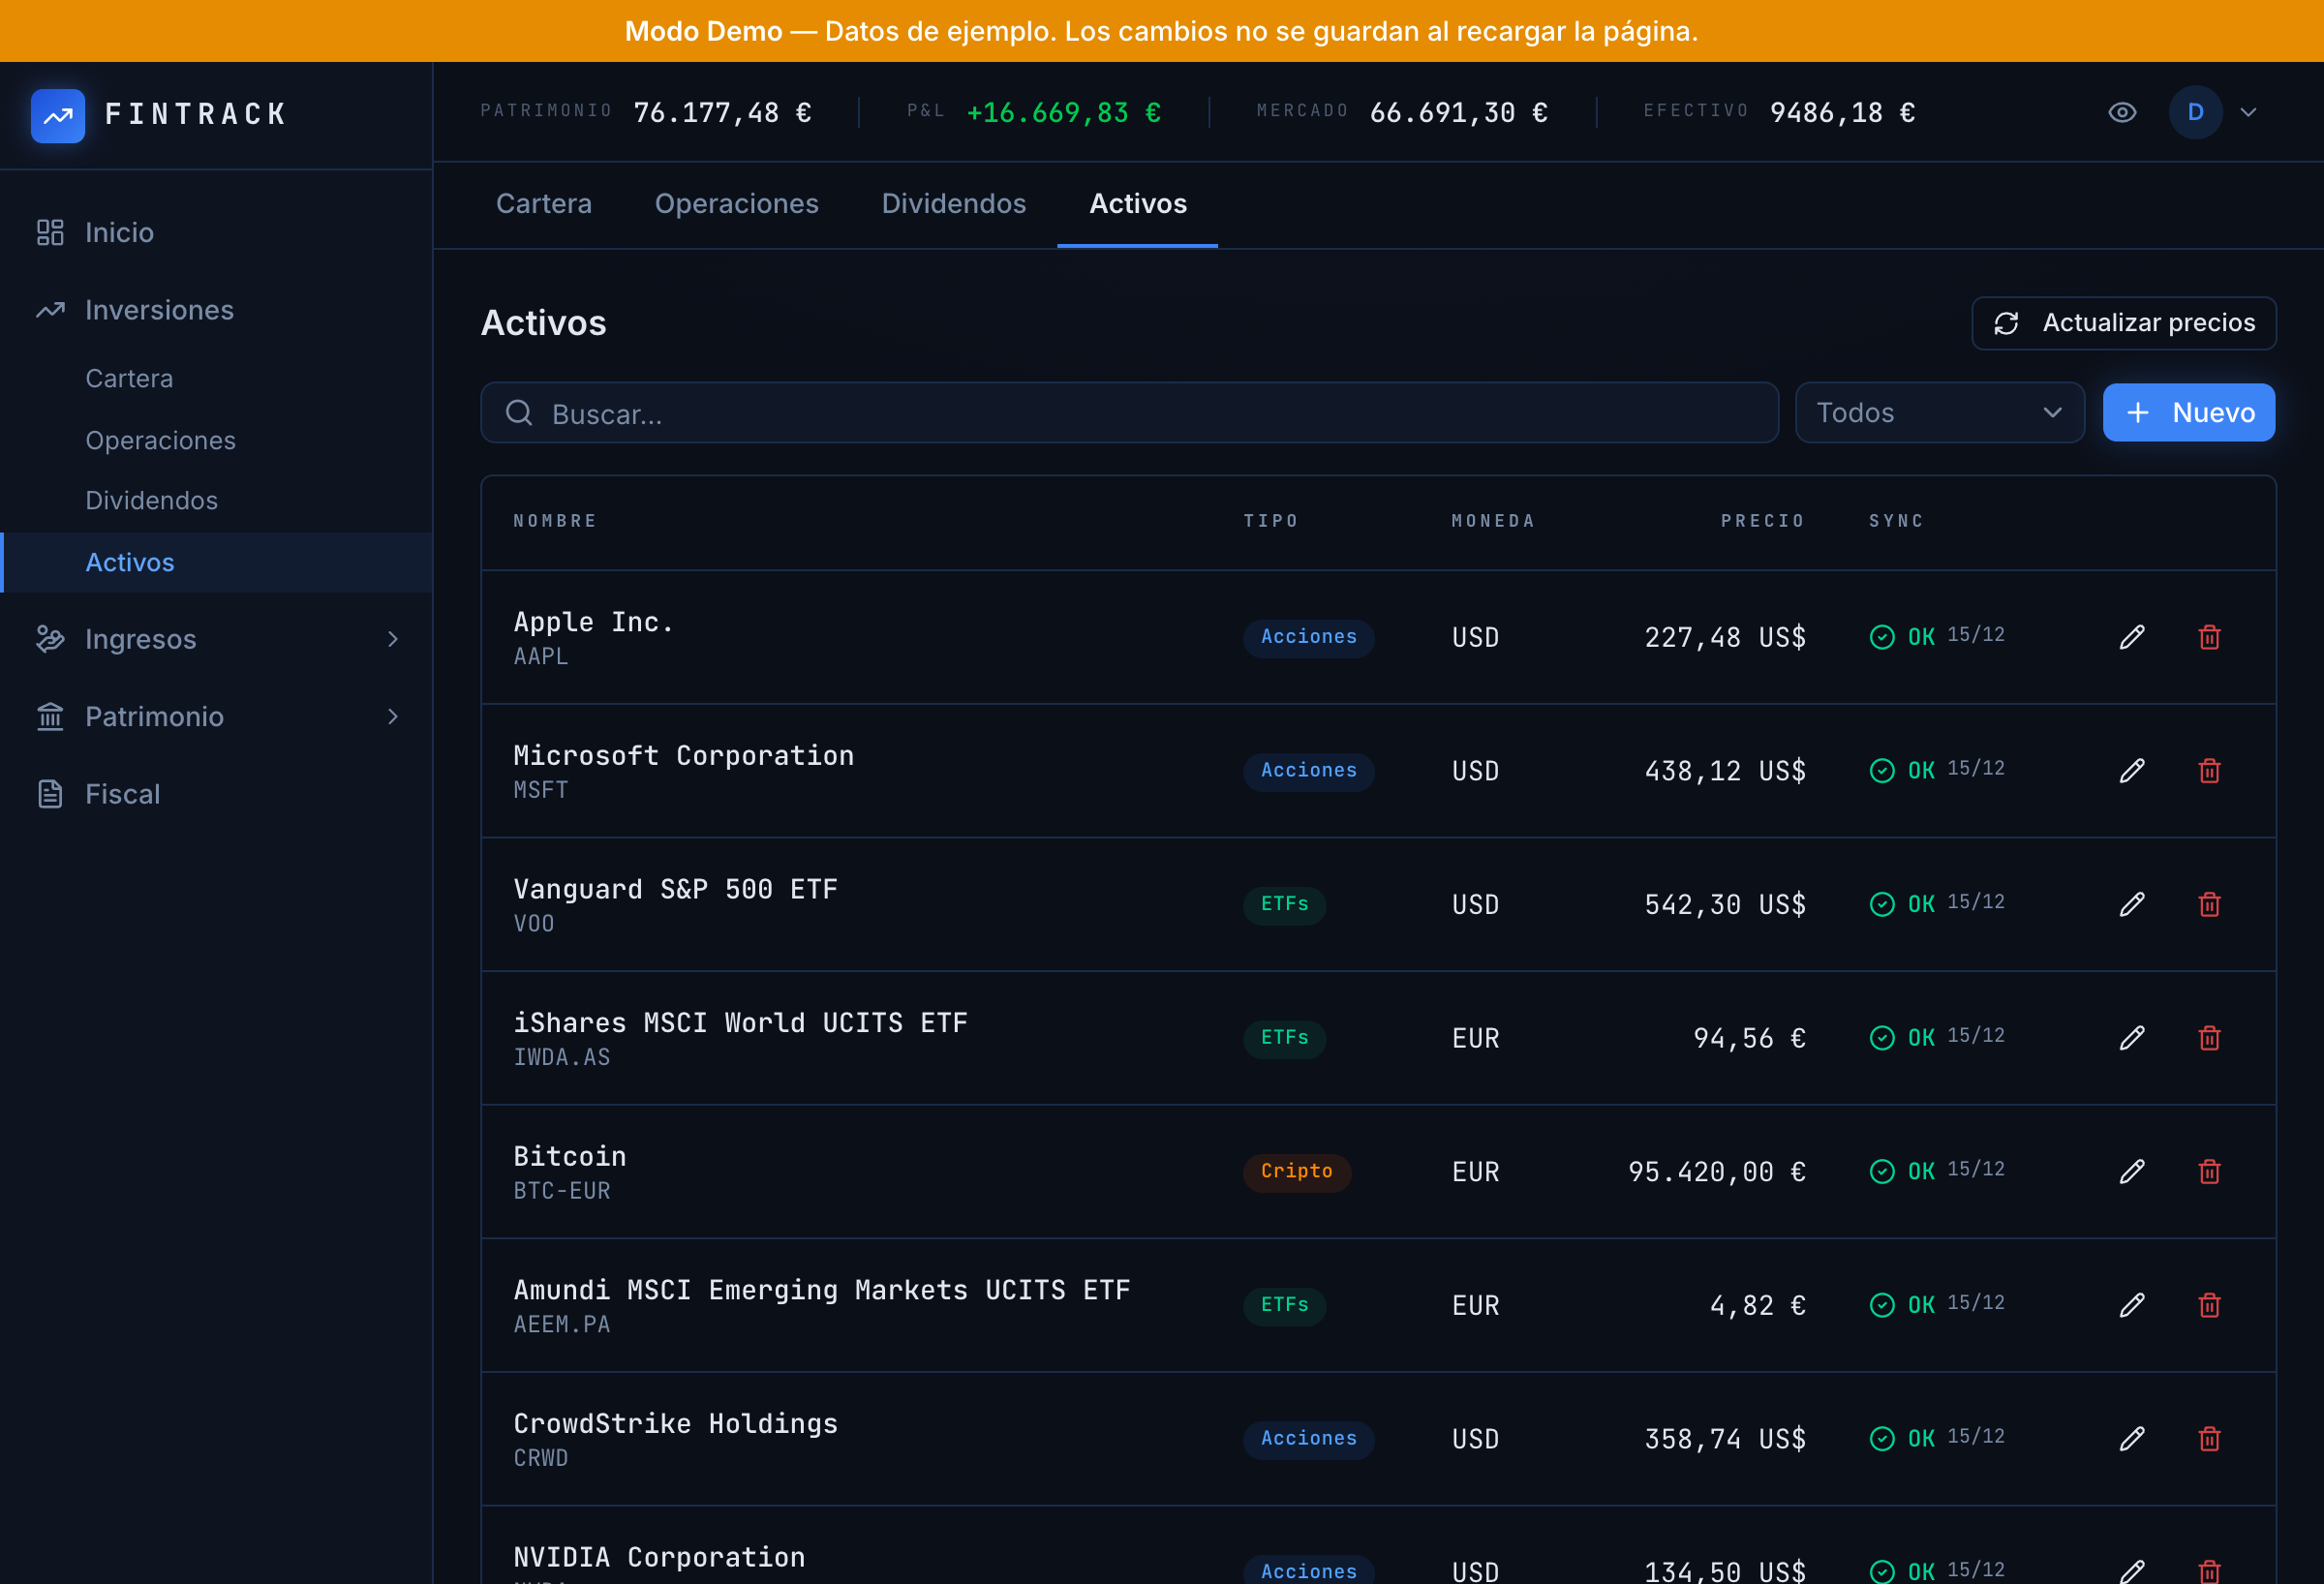 Modo Demo — Datos de ejemplo. Los cambios no se guardan al recargar la página.
FINTRACK
PATRIMONIO 76.177,48 € P&L +16.669,83 € MERCADO 66.691,30 € EFECTIVO 9486,18 € D
Inicio
Inversiones
Cartera
Operaciones
Dividendos
Activos
Ingresos
Patrimonio
Fiscal
Cartera Operaciones Dividendos Activos
Activos
Actualizar precios
Buscar... Todos Nuevo
NOMBRE TIPO MONEDA PRECIO SYNC
Apple Inc.
AAPL
Acciones USD 227,48 US$ OK 15/12
Microsoft Corporation
MSFT
Acciones USD 438,12 US$ OK 15/12
Vanguard S&P 500 ETF
VOO
ETFs USD 542,30 US$ OK 15/12
iShares MSCI World UCITS ETF
IWDA.AS
ETFs EUR 94,56 € OK 15/12
Bitcoin
BTC-EUR
Cripto EUR 95.420,00 € OK 15/12
Amundi MSCI Emerging Markets UCITS ETF
AEEM.PA
ETFs EUR 4,82 € OK 15/12
CrowdStrike Holdings
CRWD
Acciones USD 358,74 US$ OK 15/12
NVIDIA Corporation
Acciones USD 134,50 US$ OK 15/12